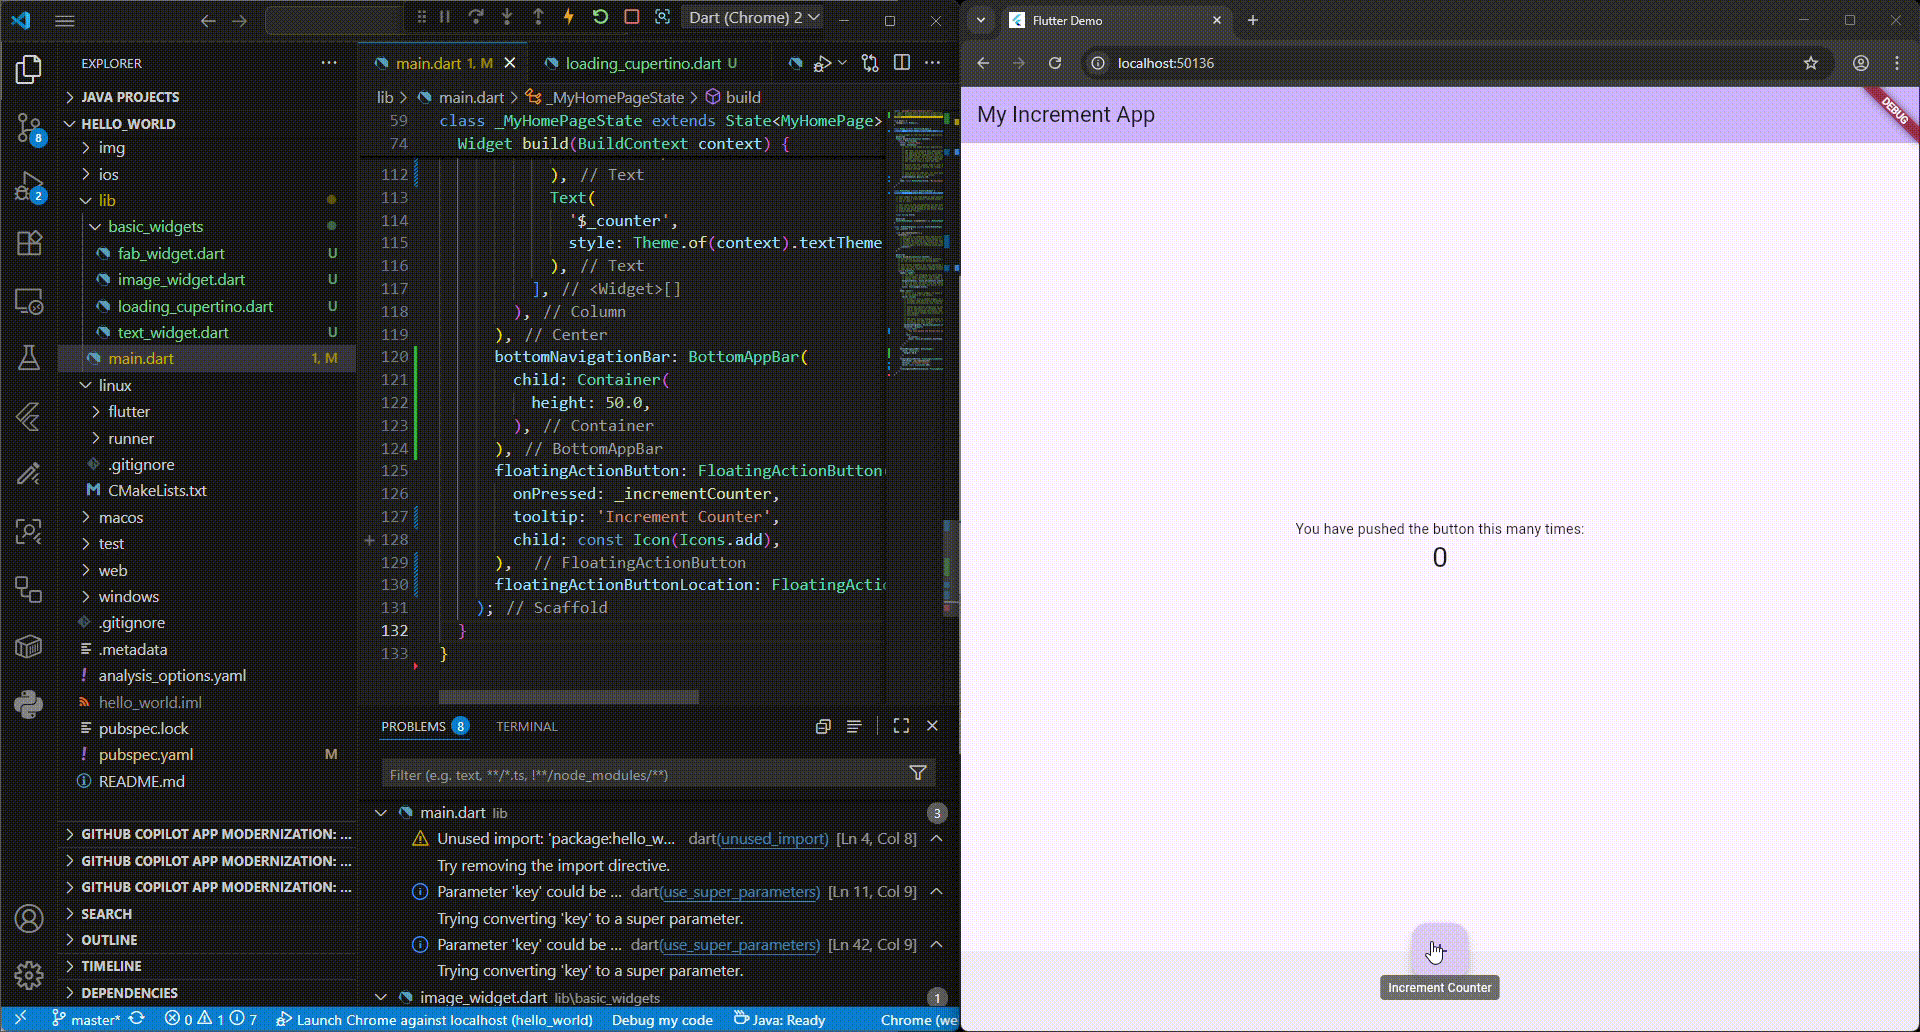 Dart (Chrome) 2
EXPLORER
JAVA PROJECTS
HELLO_WORLD
img
ios
lib
basic_widgets
fab_widget.dart U
image_widget.dart U
loading_cupertino.dart U
text_widget.dart U
main.dart 1, M
linux
flutter
runner
.gitignore
CMakeLists.txt
macos
test
web
windows
.gitignore
.metadata
analysis_options.yaml
hello_world.iml
pubspec.lock
pubspec.yaml M
README.md
GITHUB COPILOT APP MODERNIZATION: ...
GITHUB COPILOT APP MODERNIZATION: ...
GITHUB COPILOT APP MODERNIZATION: ...
SEARCH
OUTLINE
TIMELINE
DEPENDENCIES
8
2
main.dart 1, M
loading_cupertino.dart U
lib > main.dart > _MyHomePageState > build
59 class _MyHomePageState extends State<MyHomePage>
74 Widget build(BuildContext context) {
112 ), // Text
113 Text(
114 '$_counter',
115 style: Theme.of(context).textTheme
116 ), // Text
117 ], // <Widget>[]
118 ), // Column
119 ), // Center
120 bottomNavigationBar: BottomAppBar(
121 child: Container(
122 height: 50.0,
123 ), // Container
124 ), // BottomAppBar
125 floatingActionButton: FloatingActionButton(
126 onPressed: _incrementCounter,
127 tooltip: 'Increment Counter',
128 child: const Icon(Icons.add),
129 ), // FloatingActionButton
130 floatingActionButtonLocation: FloatingActi
131 ); // Scaffold
132 }
133 }
PROBLEMS 8 TERMINAL
Filter (e.g. text, **/*.ts, !**/node_modules/**)
main.dart lib 3
Unused import: 'package:hello_w... dart(unused_import) [Ln 4, Col 8]
Try removing the import directive.
Parameter 'key' could be ... dart(use_super_parameters) [Ln 11, Col 9]
Trying converting 'key' to a super parameter.
Parameter 'key' could be ... dart(use_super_parameters) [Ln 42, Col 9]
Trying converting 'key' to a super parameter.
image_widget.dart lib\basic_widgets 1
master* 0 1 7 Launch Chrome against localhost (hello_world) Debug my code Java: Ready Chrome (we
Flutter Demo
localhost:50136
My Increment App
DEBUG
You have pushed the button this many times:
0
Increment Counter